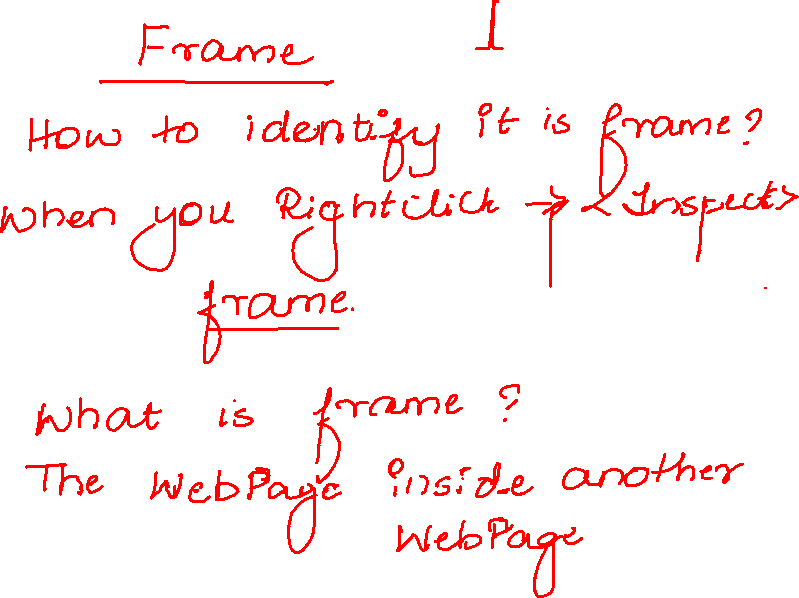 Frame
How to identify it is frame?
When you Rightclick → <Inspect>
frame.
What is frame?
The WebPage inside another
WebPage